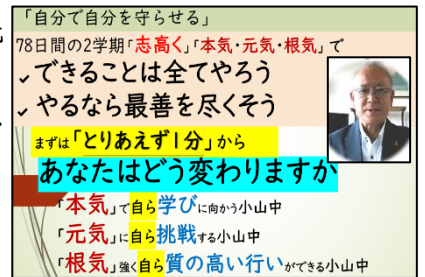 「自分で自分を守らせる」
78日間の2学期「志高く」「本気・元気・根気」で
✓できることは全てやろう
✓やるなら最善を尽くそう
まずは「とりあえず1分」から
あなたはどう変わりますか
「本気」で自ら学びに向かう小山中
「元気」に自ら挑戦する小山中
「根気」強く自ら質の高い行いができる小山中